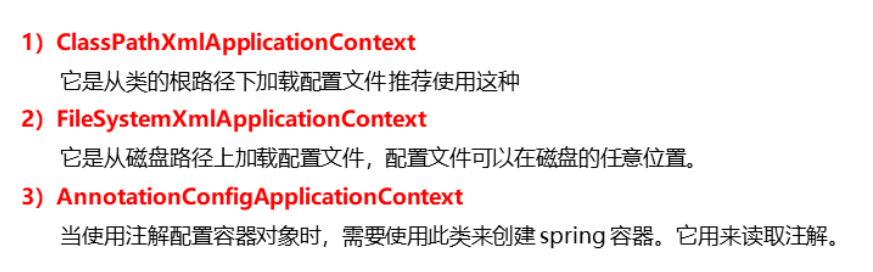 1）ClassPathXmlApplicationContext
它是从类的根路径下加载配置文件推荐使用这种
2）FileSystemXmlApplicationContext
它是从磁盘路径上加载配置文件，配置文件可以在磁盘的任意位置。
3）AnnotationConfigApplicationContext
当使用注解配置容器对象时，需要使用此类来创建 spring 容器。它用来读取注解。